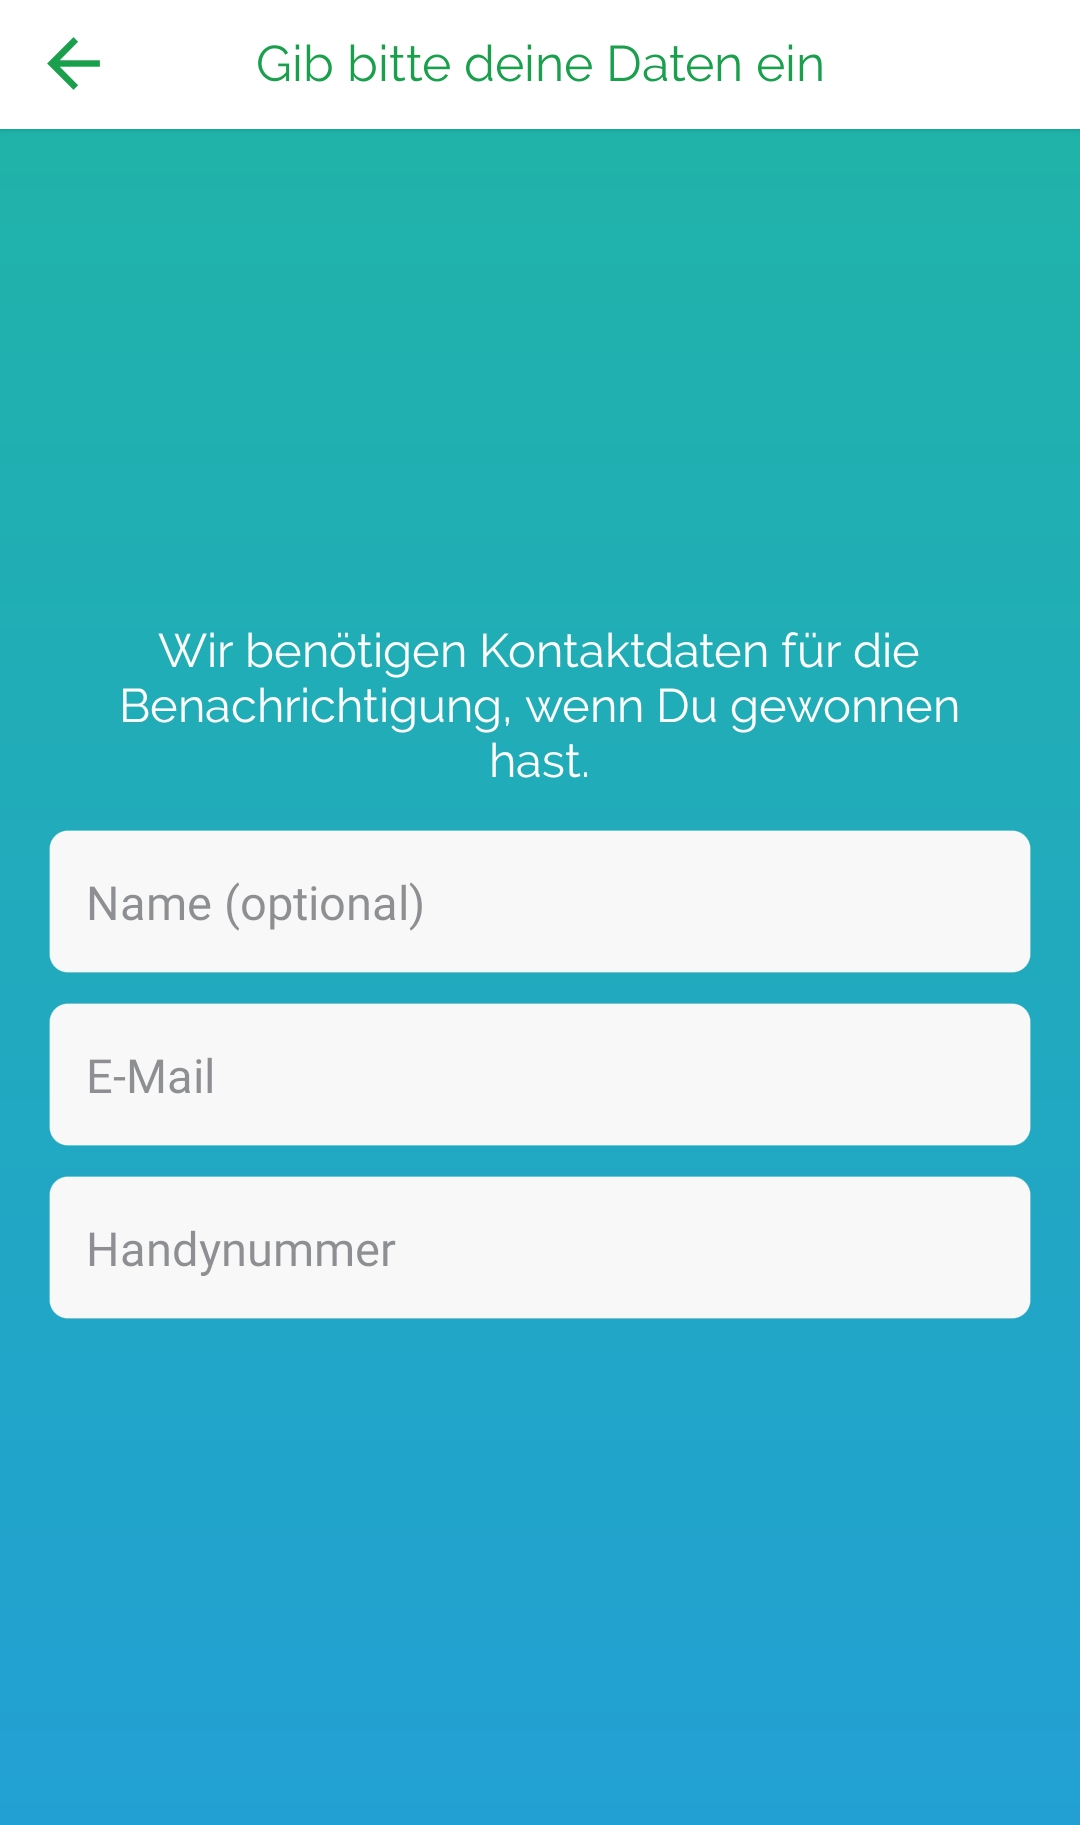 Gib bitte deine Daten ein
Wir benötigen Kontaktdaten für die
Benachrichtigung, wenn Du gewonnen
hast.
Name (optional)
E-Mail
Handynummer